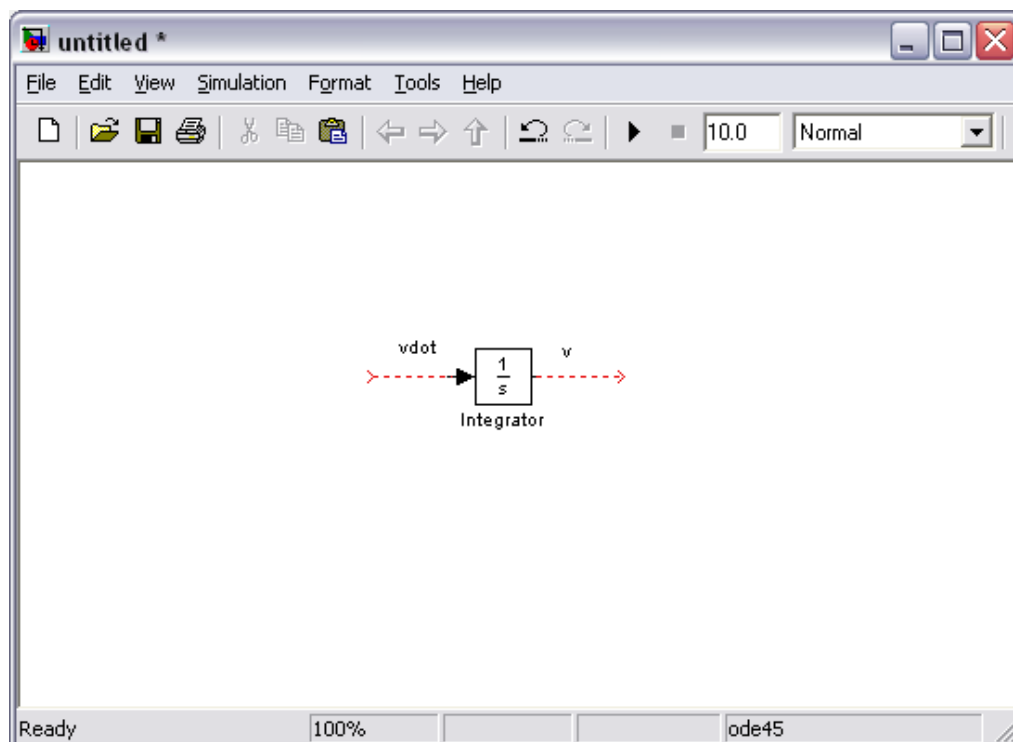 untitled *
File Edit View Simulation Format Tools Help
10.0 Normal
vdot v
1
s
Integrator
Ready 100% ode45